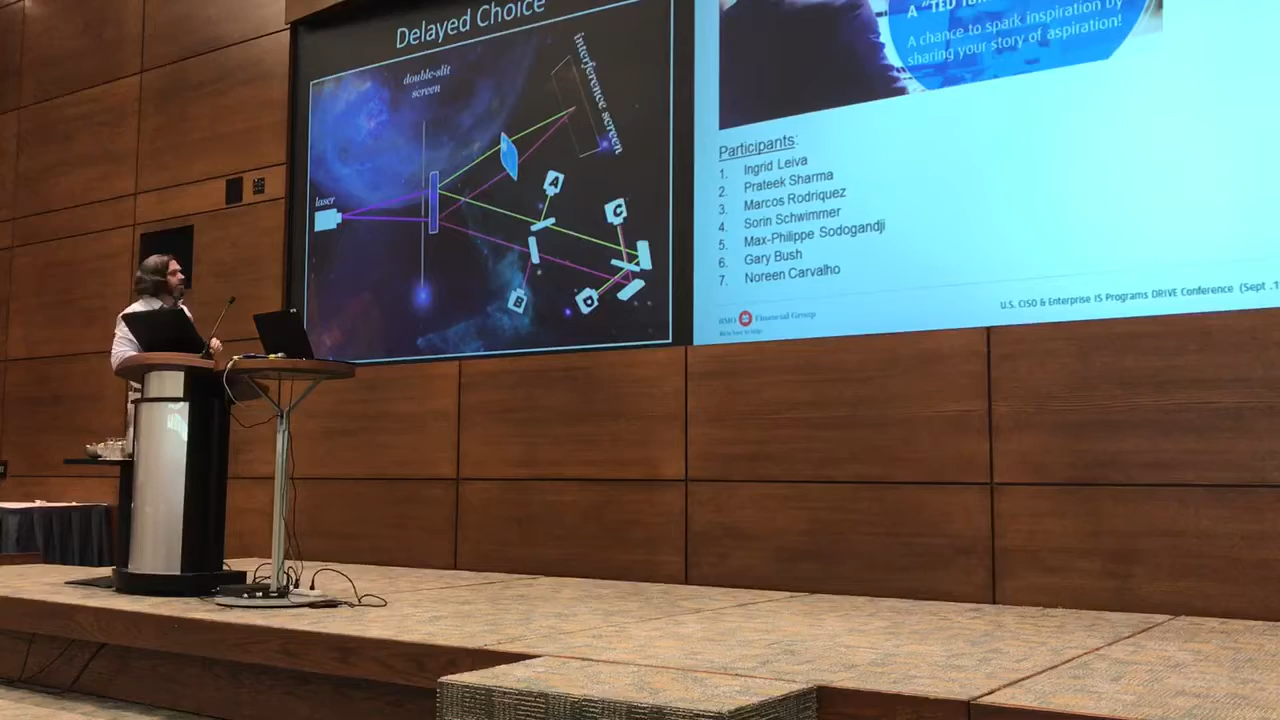 Delayed Choice
double-slit
screen
interference screen
laser
A
B
C
D
A "TED
A chance to spark inspiration by
sharing your story of aspiration!
Participants:
1. Ingrid Leiva
2. Prateek Sharma
3. Marcos Rodriquez
4. Sorin Schwimmer
5. Max-Philippe Sodogandji
6. Gary Bush
7. Noreen Carvalho
BMO Financial Group
U.S. CISO & Enterprise IS Programs DRIVE Conference (Sept .1